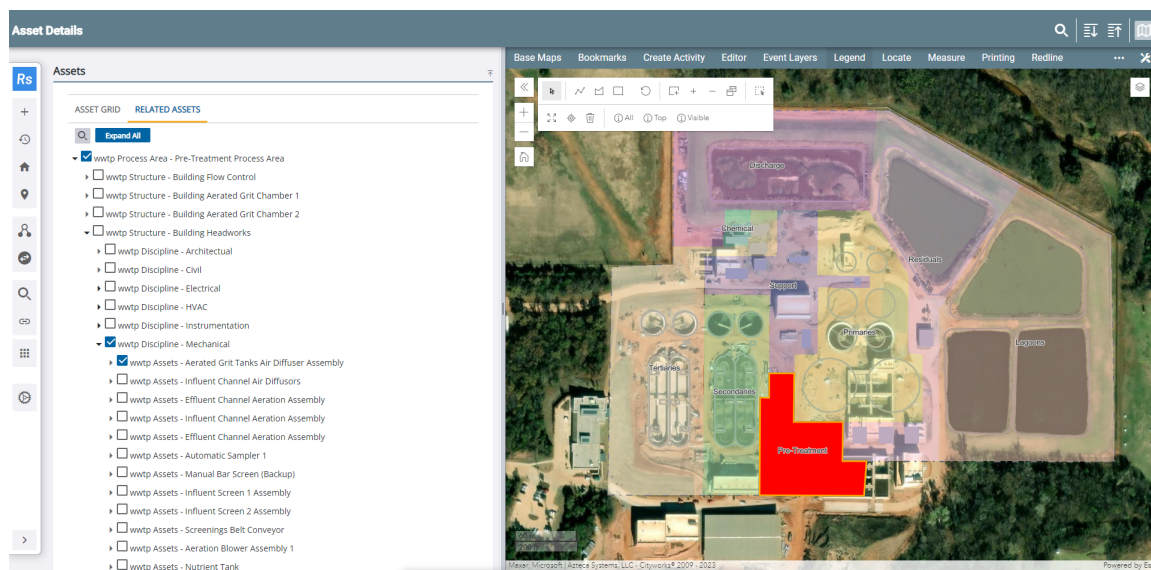 Asset Details
Rs
Assets
ASSET GRID RELATED ASSETS
Expand All
wwtp Process Area - Pre-Treatment Process Area
wwtp Structure - Building Flow Control
wwtp Structure - Building Aerated Grit Chamber 1
wwtp Structure - Building Aerated Grit Chamber 2
wwtp Structure - Building Headworks
wwtp Discipline - Architectual
wwtp Discipline - Civil
wwtp Discipline - Electrical
wwtp Discipline - HVAC
wwtp Discipline - Instrumentation
wwtp Discipline - Mechanical
wwtp Assets - Aerated Grit Tanks Air Diffuser Assembly
wwtp Assets - Influent Channel Air Diffusors
wwtp Assets - Effluent Channel Aeration Assembly
wwtp Assets - Influent Channel Aeration Assembly
wwtp Assets - Effluent Channel Aeration Assembly
wwtp Assets - Automatic Sampler 1
wwtp Assets - Manual Bar Screen (Backup)
wwtp Assets - Influent Screen 1 Assembly
wwtp Assets - Influent Screen 2 Assembly
wwtp Assets - Screenings Belt Conveyor
wwtp Assets - Aeration Blower Assembly 1
wwtp Assets - Nutrient Tank
Base Maps Bookmarks Create Activity Editor Event Layers Legend Locate Measure Printing Redline
All Top Visible
Discharge
Chemical
Residuals
Support
Primaries
Lagoons
Tertiaries
Secondaries
Pre-Treatment
60 m
200 ft
Maxar, Microsoft | Azteca Systems, LLC - Cityworks® 2009 - 2023
Powered by Es